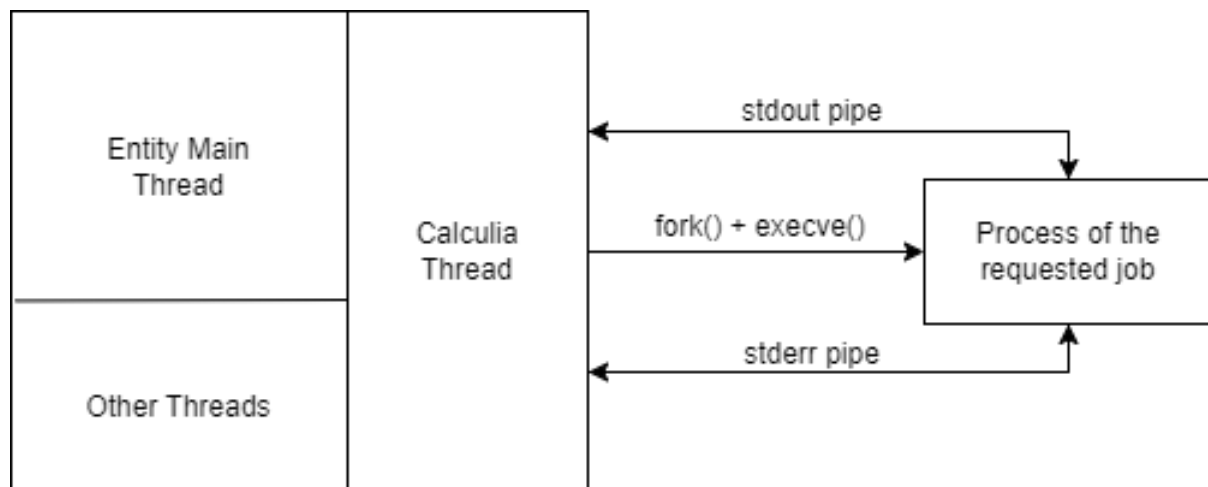 Entity Main
Thread
Other Threads
Calculia
Thread
stdout pipe
fork() + execve()
stderr pipe
Process of the
requested job